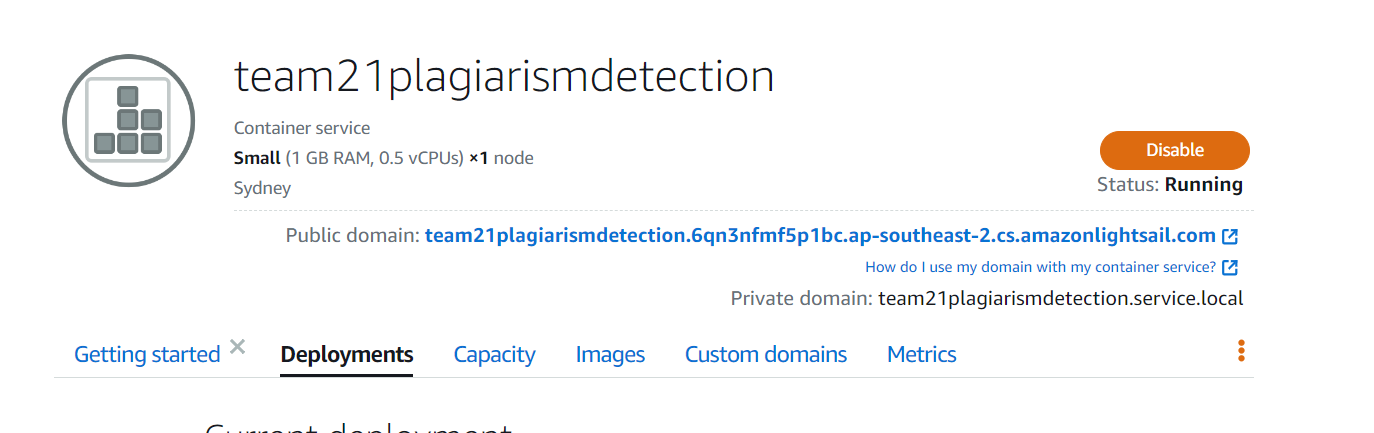 team21plagiarismdetection
Container service
Small (1 GB RAM, 0.5 vCPUs) ×1 node
Disable
Sydney
Status: Running
Public domain: team21plagiarismdetection.6qn3nfmf5p1bc.ap-southeast-2.cs.amazonlightsail.com
How do I use my domain with my container service?
Private domain: team21plagiarismdetection.service.local
Getting started × Deployments Capacity Images Custom domains Metrics
Current deployment